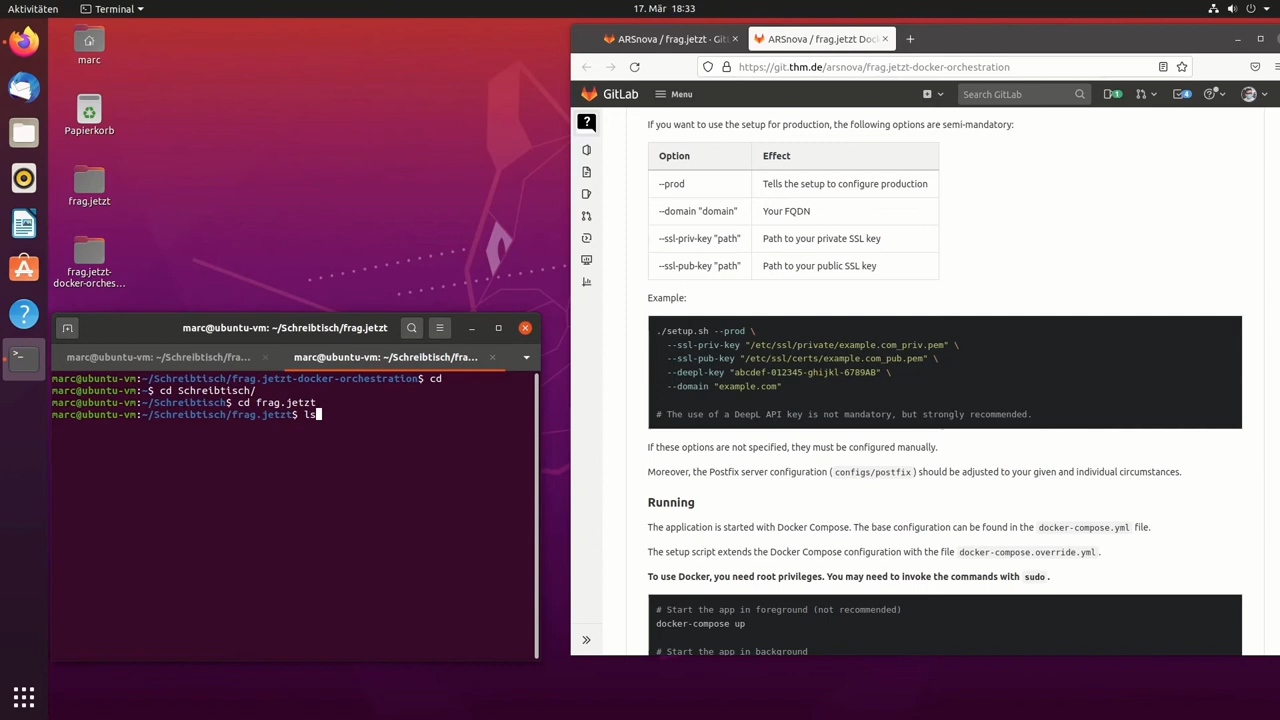 Aktivitäten
Terminal
17. Mär 18:33
marc
Papierkorb
frag.jetzt
frag.jetzt-
docker-orches…
marc@ubuntu-vm: ~/Schreibtisch/frag.jetzt
marc@ubuntu-vm: ~/Schreibtisch/fra…
marc@ubuntu-vm: ~/Schreibtisch/fra…
marc@ubuntu-vm:~/Schreibtisch/frag.jetzt-docker-orchestration$ cd
marc@ubuntu-vm:~$ cd Schreibtisch/
marc@ubuntu-vm:~/Schreibtisch$ cd frag.jetzt
marc@ubuntu-vm:~/Schreibtisch/frag.jetzt$ ls
ARSnova / frag.jetzt · GitL
ARSnova / frag.jetzt Dock
https://git.thm.de/arsnova/frag.jetzt-docker-orchestration
GitLab
Menu
Search GitLab
1
4
If you want to use the setup for production, the following options are semi-mandatory:
Option Effect
--prod Tells the setup to configure production
--domain "domain" Your FQDN
--ssl-priv-key "path" Path to your private SSL key
--ssl-pub-key "path" Path to your public SSL key
Example:
./setup.sh --prod \
--ssl-priv-key "/etc/ssl/private/example.com_priv.pem" \
--ssl-pub-key "/etc/ssl/certs/example.com_pub.pem" \
--deepl-key "abcdef-012345-ghijkl-6789AB" \
--domain "example.com"
# The use of a DeepL API key is not mandatory, but strongly recommended.
If these options are not specified, they must be configured manually.
Moreover, the Postfix server configuration ( configs/postfix ) should be adjusted to your given and individual circumstances.
Running
The application is started with Docker Compose. The base configuration can be found in the docker-compose.yml file.
The setup script extends the Docker Compose configuration with the file docker-compose.override.yml .
To use Docker, you need root privileges. You may need to invoke the commands with sudo .
# Start the app in foreground (not recommended)
docker-compose up
# Start the app in background